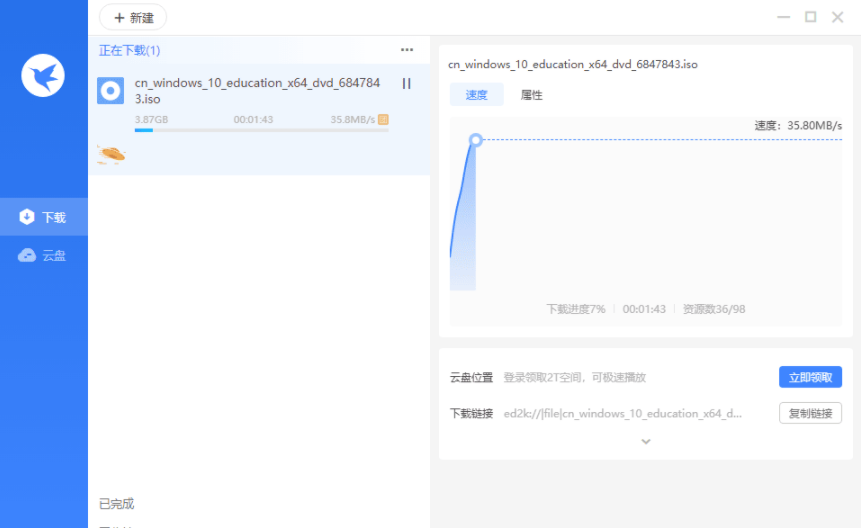 新建
正在下载(1)
cn_windows_10_education_x64_dvd_684784
3.iso
3.87GB 00:01:43 35.8MB/s
下载
云盘
已完成
cn_windows_10_education_x64_dvd_6847843.iso
速度 属性
速度：35.80MB/s
下载进度7% 00:01:43 资源数36/98
云盘位置 登录领取2T空间，可极速播放 立即领取
下载链接 ed2k://|file|cn_windows_10_education_x64_d... 复制链接